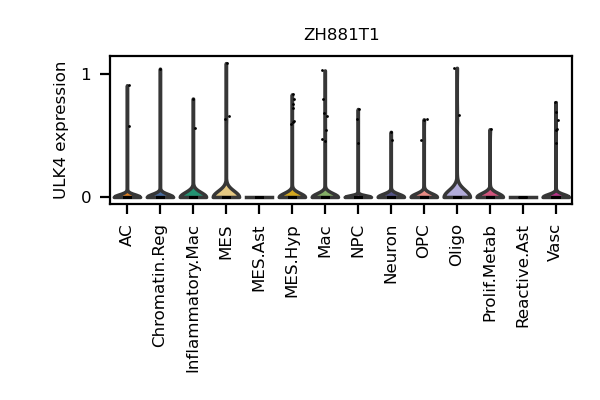 ZH881T1
ULK4 expression
1
0
AC
Chromatin.Reg
Inflammatory.Mac
MES
MES.Ast
MES.Hyp
Mac
NPC
Neuron
OPC
Oligo
Prolif.Metab
Reactive.Ast
Vasc